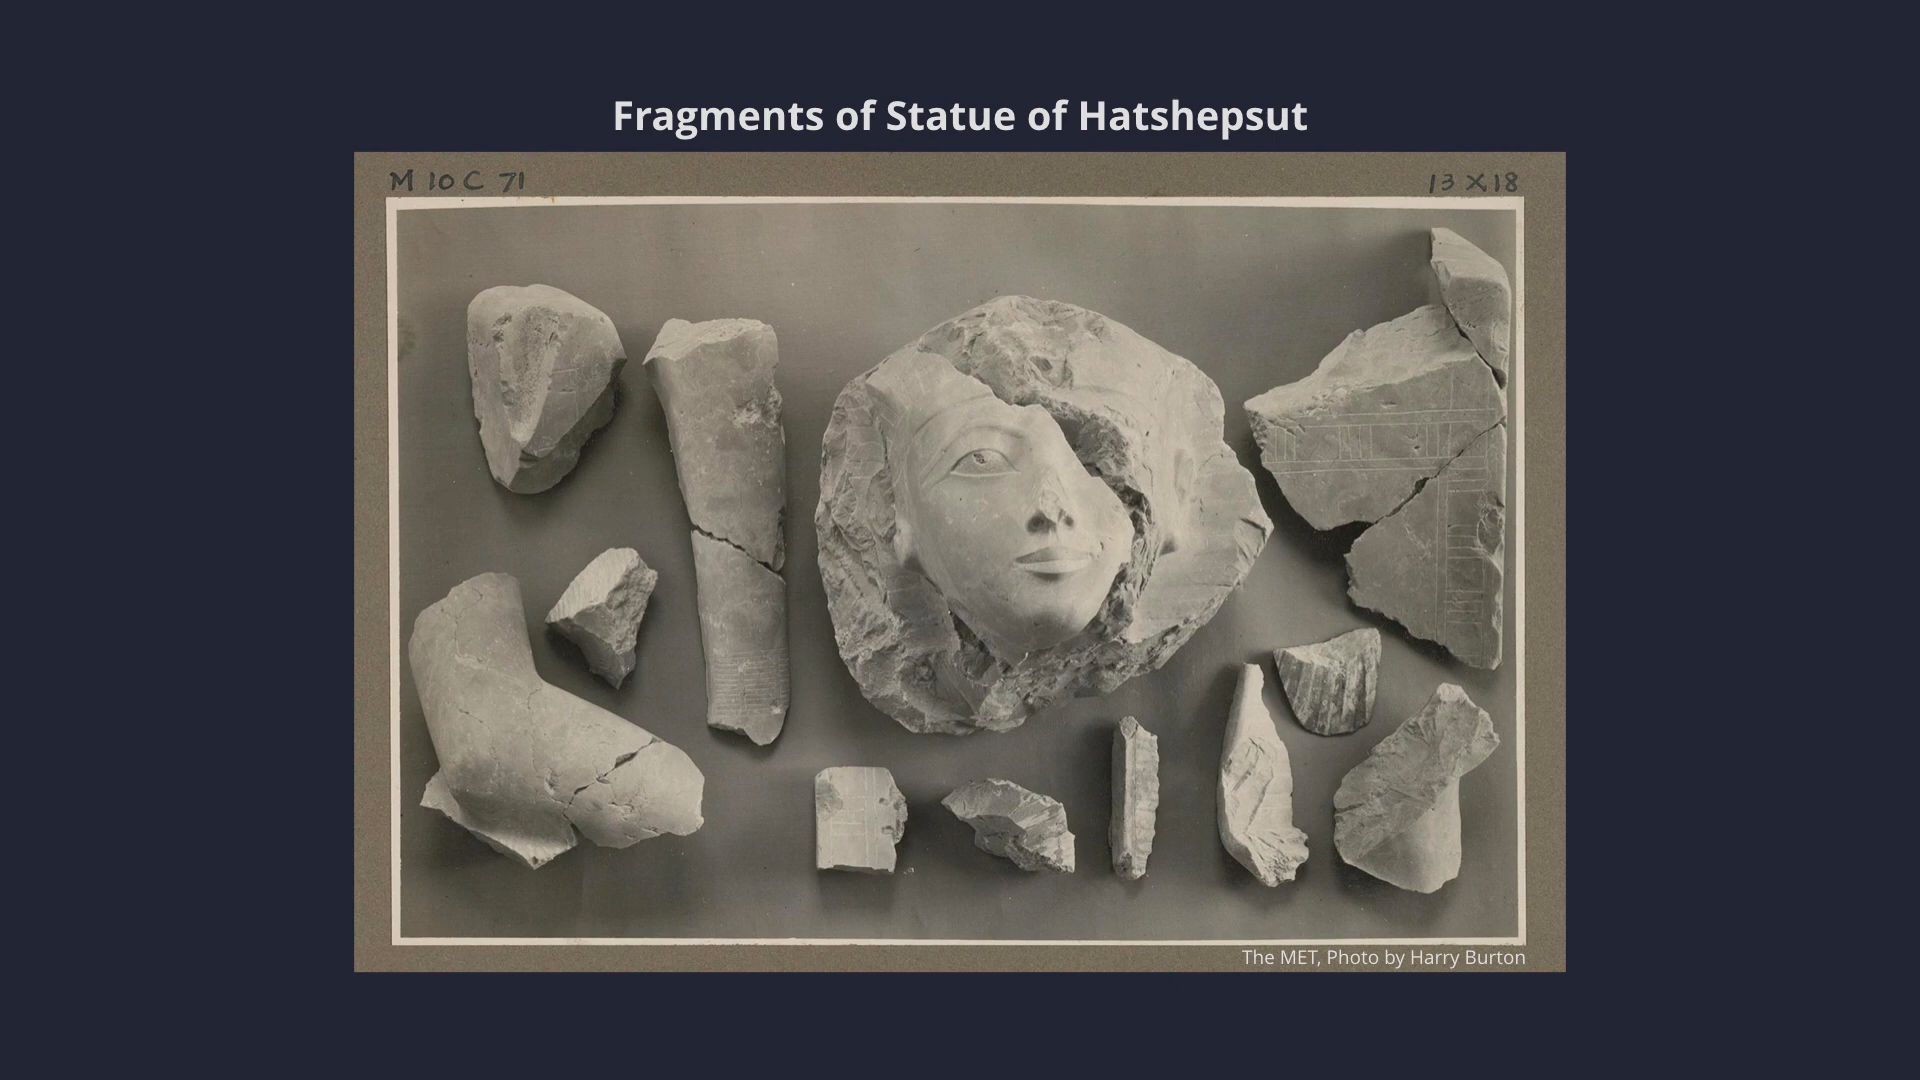 Fragments of Statue of Hatshepsut
M 10 C 71
13 X 18
The MET, Photo by Harry Burton